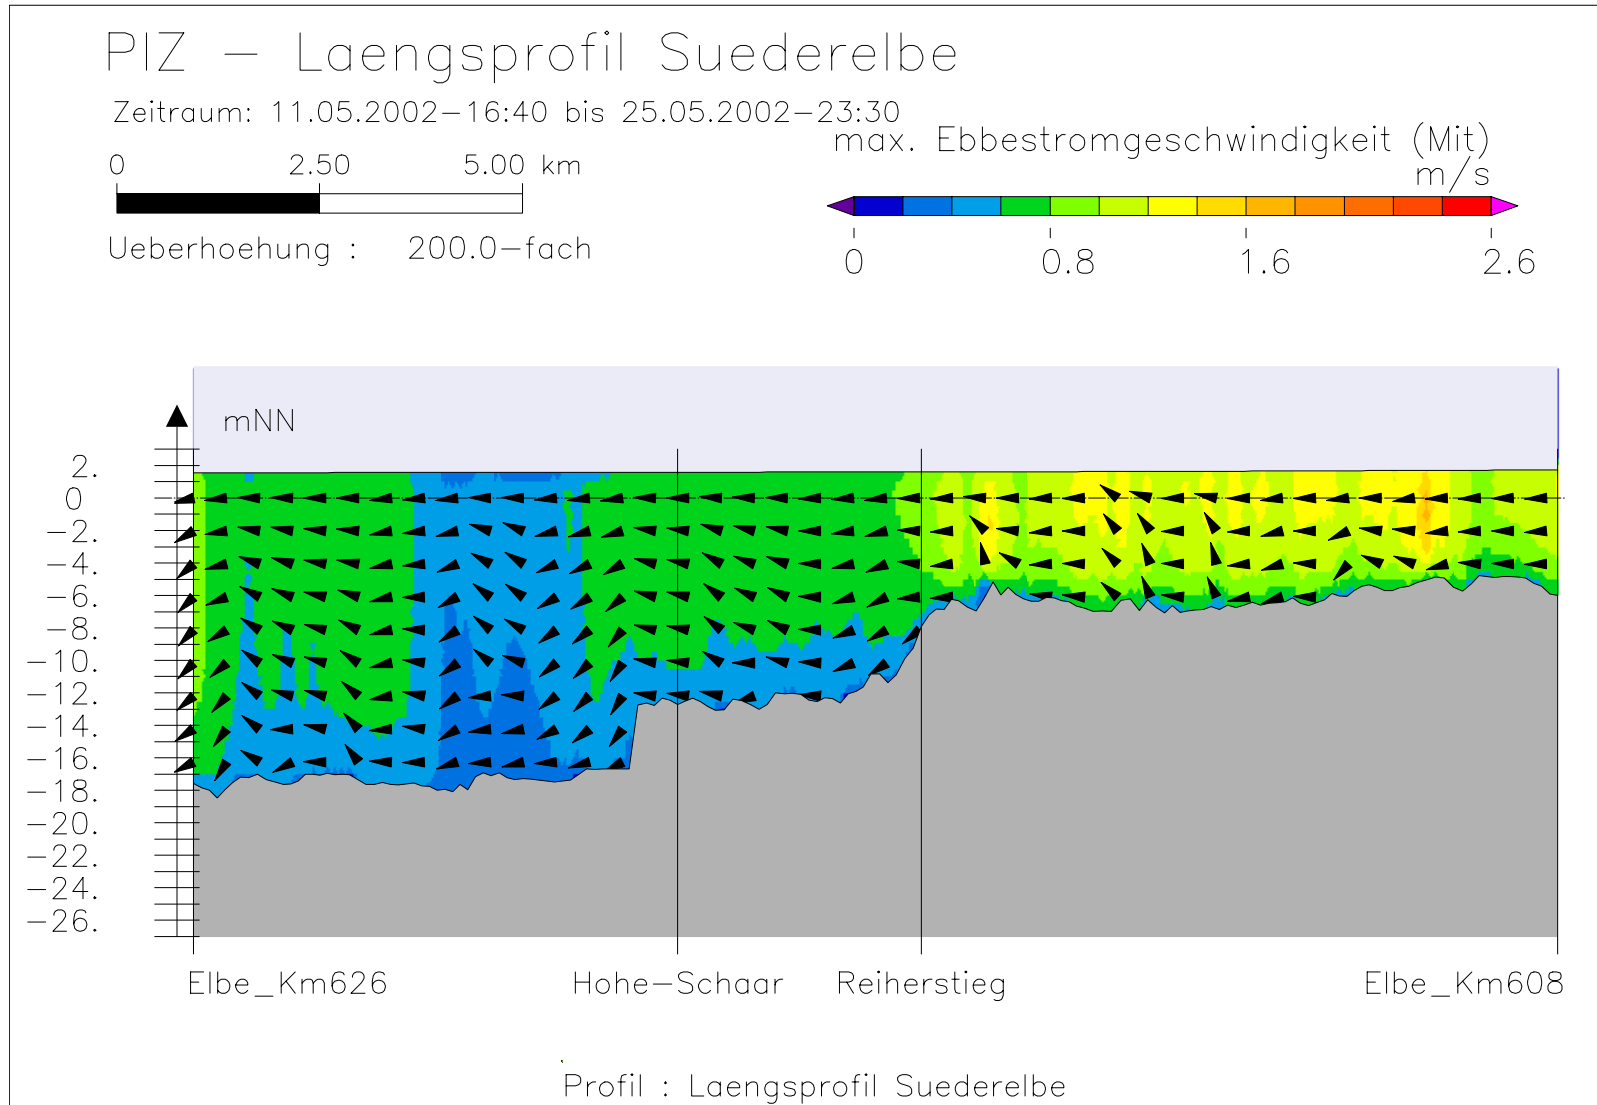 PIZ - Laengsprofil Suederelbe
Zeitraum: 11.05.2002-16:40 bis 25.05.2002-23:30
max. Ebbestromgeschwindigkeit (Mit)
m/s
0 2.50 5.00 km
Ueberhoehung : 200.0-fach
0 0.8 1.6 2.6
mNN
2.
0
-2.
-4.
-6.
-8.
-10.
-12.
-14.
-16.
-18.
-20.
-22.
-24.
-26.
Elbe_Km626 Hohe-Schaar Reiherstieg Elbe_Km608
Profil : Laengsprofil Suederelbe